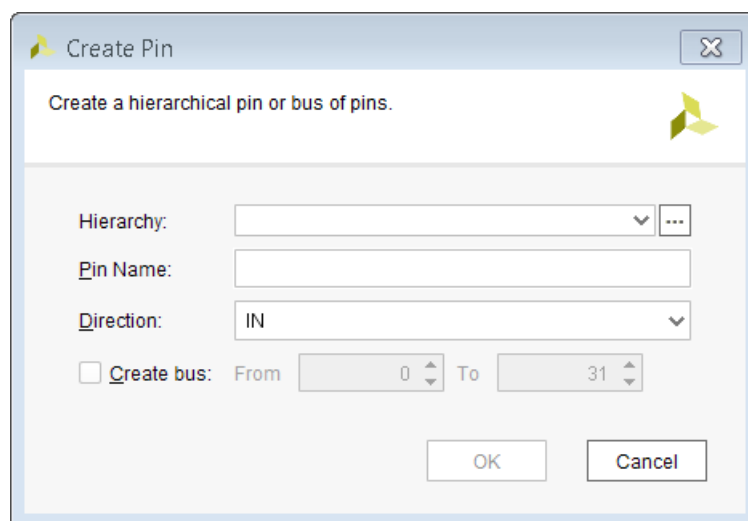 Create Pin
Create a hierarchical pin or bus of pins.
Hierarchy:
...
Pin Name:
Direction: IN
Create bus: From 0 To 31
OK Cancel